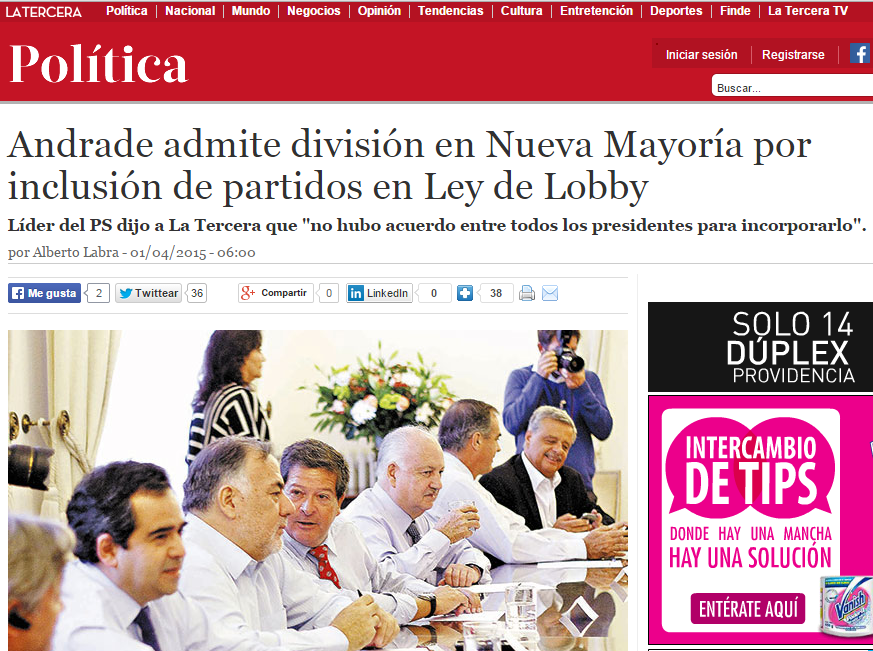 LATERCERA
Política | Nacional | Mundo | Negocios | Opinión | Tendencias | Cultura | Entretención | Deportes | Finde | La Tercera TV
Política
Iniciar sesión | Registrarse | f
Buscar...
Andrade admite división en Nueva Mayoría por
inclusión de partidos en Ley de Lobby
Líder del PS dijo a La Tercera que "no hubo acuerdo entre todos los presidentes para incorporarlo".
por Alberto Labra - 01/04/2015 - 06:00
f Me gusta 2 Twittear 36 g+ Compartir 0 in LinkedIn 0 + 38
SOLO 14
DÚPLEX
PROVIDENCIA
INTERCAMBIO
DE TIPS
DONDE HAY UNA MANCHA
HAY UNA SOLUCIÓN
ENTÉRATE AQUÍ
Vanish